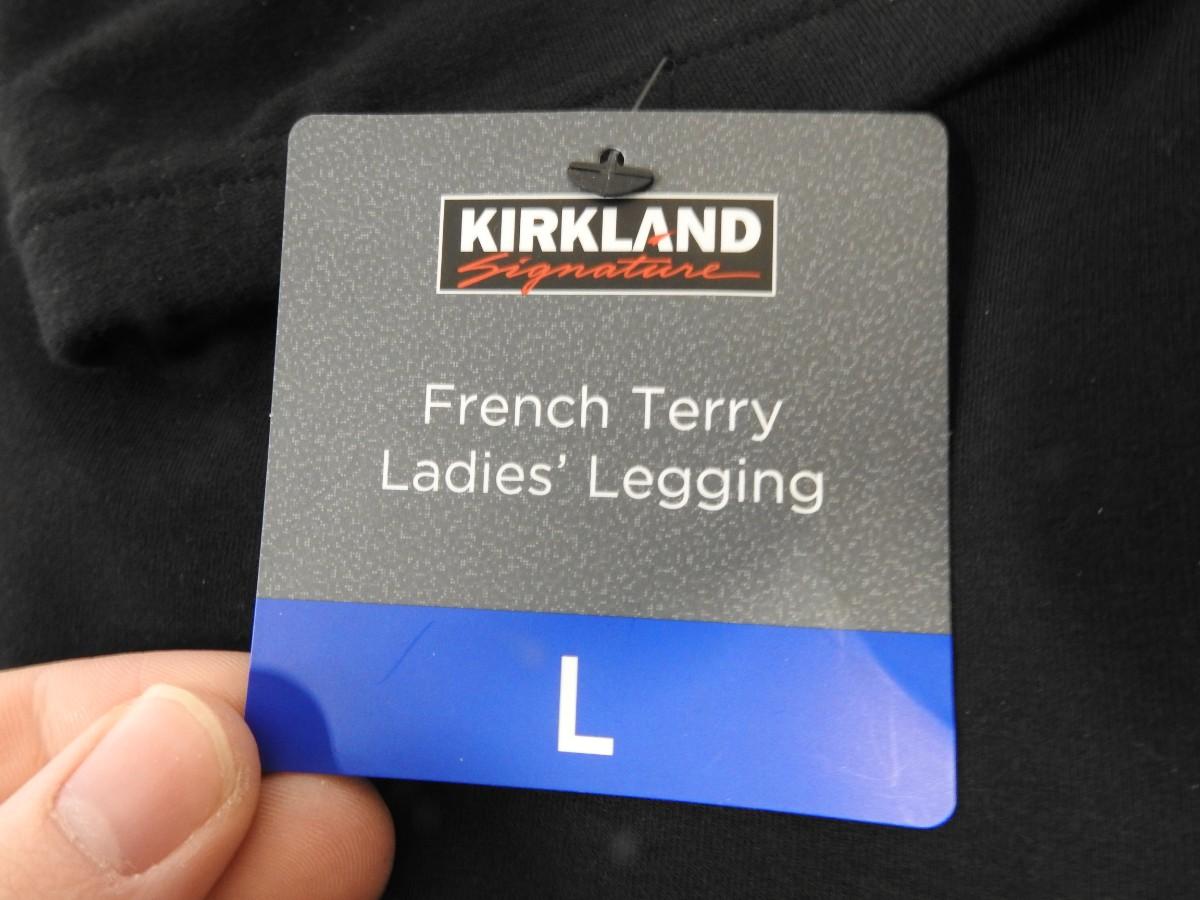 KIRKLAND
Signature
French Terry
Ladies’ Legging
L